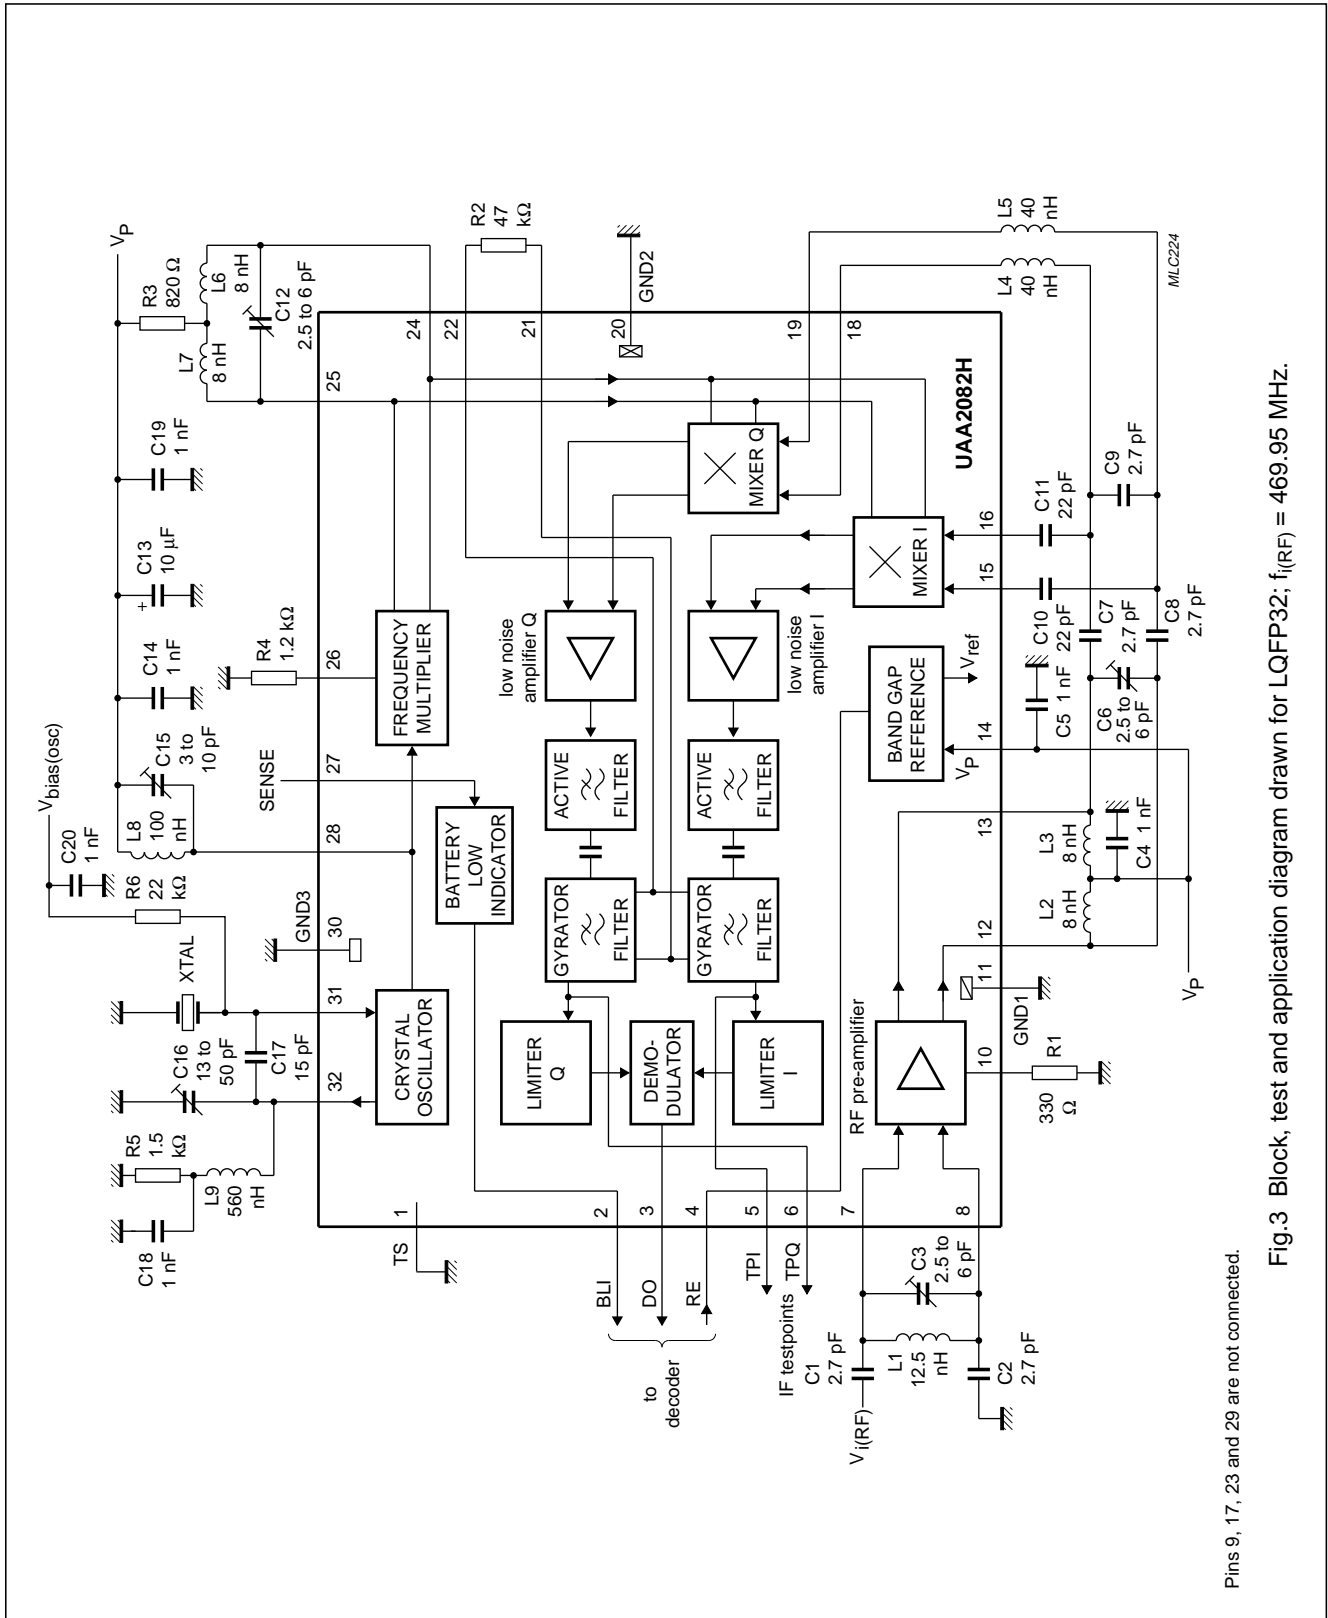 Vbias(osc)
C20
1 nF
VP
R6
22
kΩ
L8
100
nH
C15
3 to
10 pF
C14
1 nF
C13
10 µF
+
C19
1 nF
R3
820 Ω
L7
8 nH
L6
8 nH
C12
2.5 to 6 pF
R4
1.2 kΩ
R2
47
kΩ
C18
1 nF
R5
1.5
kΩ
L9
560
nH
C16
13 to
50 pF
C17
15 pF
XTAL
GND3
SENSE
GND2
TS
1
32
31
30
28
27
26
25
24
22
21
20
19
18
CRYSTAL
OSCILLATOR
FREQUENCY
MULTIPLIER
BATTERY
LOW
INDICATOR
low noise
amplifier Q
LIMITER
Q
GYRATOR
FILTER
ACTIVE
FILTER
MIXER Q
DEMO-
DULATOR
low noise
amplifier I
LIMITER
I
GYRATOR
FILTER
ACTIVE
FILTER
MIXER I
RF pre-amplifier
BAND GAP
REFERENCE
Vref
VP
UAA2082H
BLI
2
DO
3
RE
4
to
decoder
TPI
5
TPQ
6
IF testpoints
7
8
C1
2.7 pF
Vi(RF)
L1
12.5
nH
C3
2.5 to
6 pF
C2
2.7 pF
10
11
12
13
14
15
16
R1
330
Ω
GND1
L2
8 nH
L3
8 nH
C4 1 nF
VP
C5 1 nF
C6
2.5 to
6 pF
C10
22 pF
C7
2.7 pF
C8
2.7 pF
C11
22 pF
C9
2.7 pF
L4
40
nH
L5
40
nH
MLC224
Pins 9, 17, 23 and 29 are not connected.
Fig.3 Block, test and application diagram drawn for LQFP32; fi(RF) = 469.95 MHz.